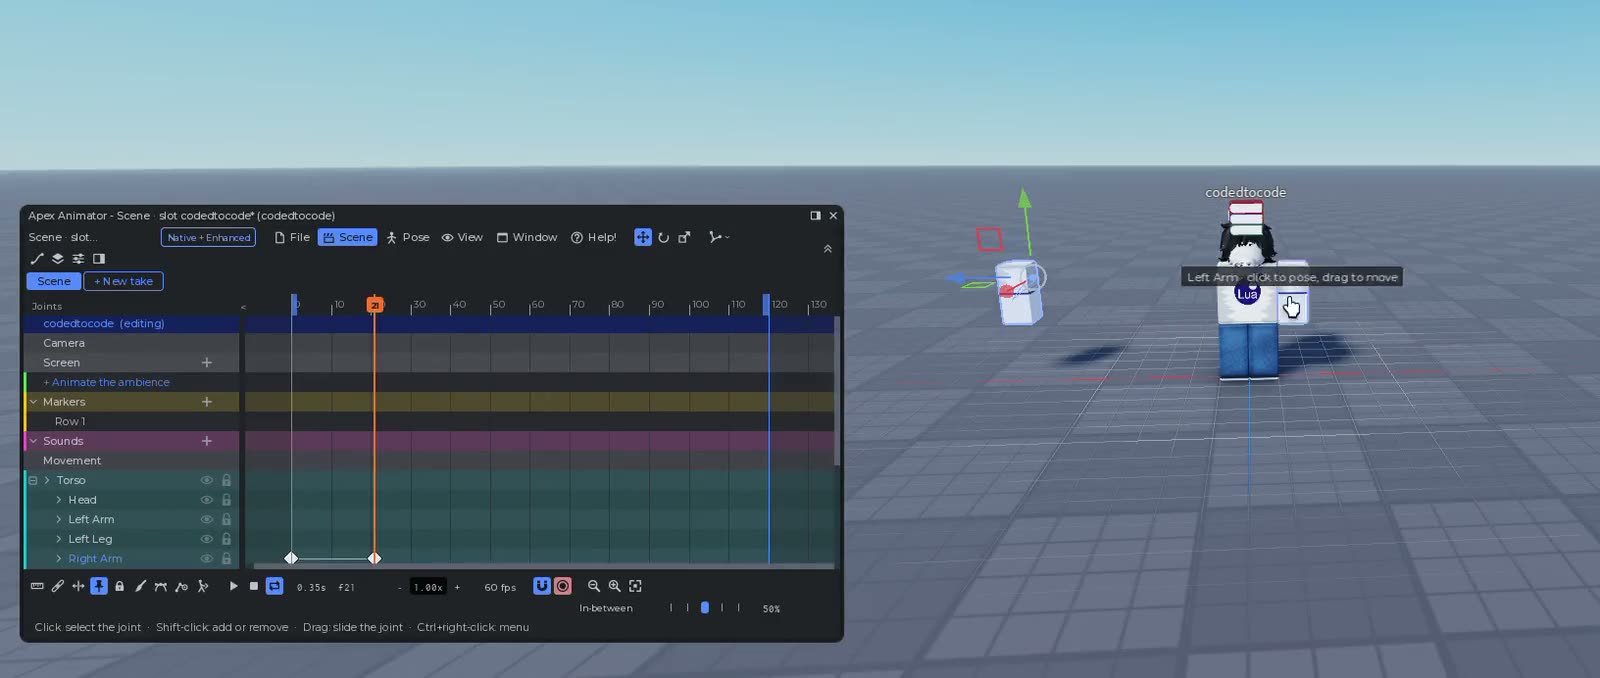 codedtocode
Apex Animator - Scene · slot codedtocode* (codedtocode)
Scene · slot...
Native + Enhanced
File
Scene
Pose
View
Window
Help!
Scene
+ New take
Left Arm · click to pose, drag to move
Lua
Joints
<
0
10
21
30
40
50
60
70
80
90
100
110
120
130
codedtocode (editing)
Camera
Screen
+ Animate the ambience
Markers
Row 1
Sounds
Movement
Torso
Head
Left Arm
Left Leg
Right Arm
0.35s f21
- 1.00x +
60 fps
In-between
50%
Click: select the joint · Shift-click: add or remove · Drag: slide the joint · Ctrl+right-click: menu